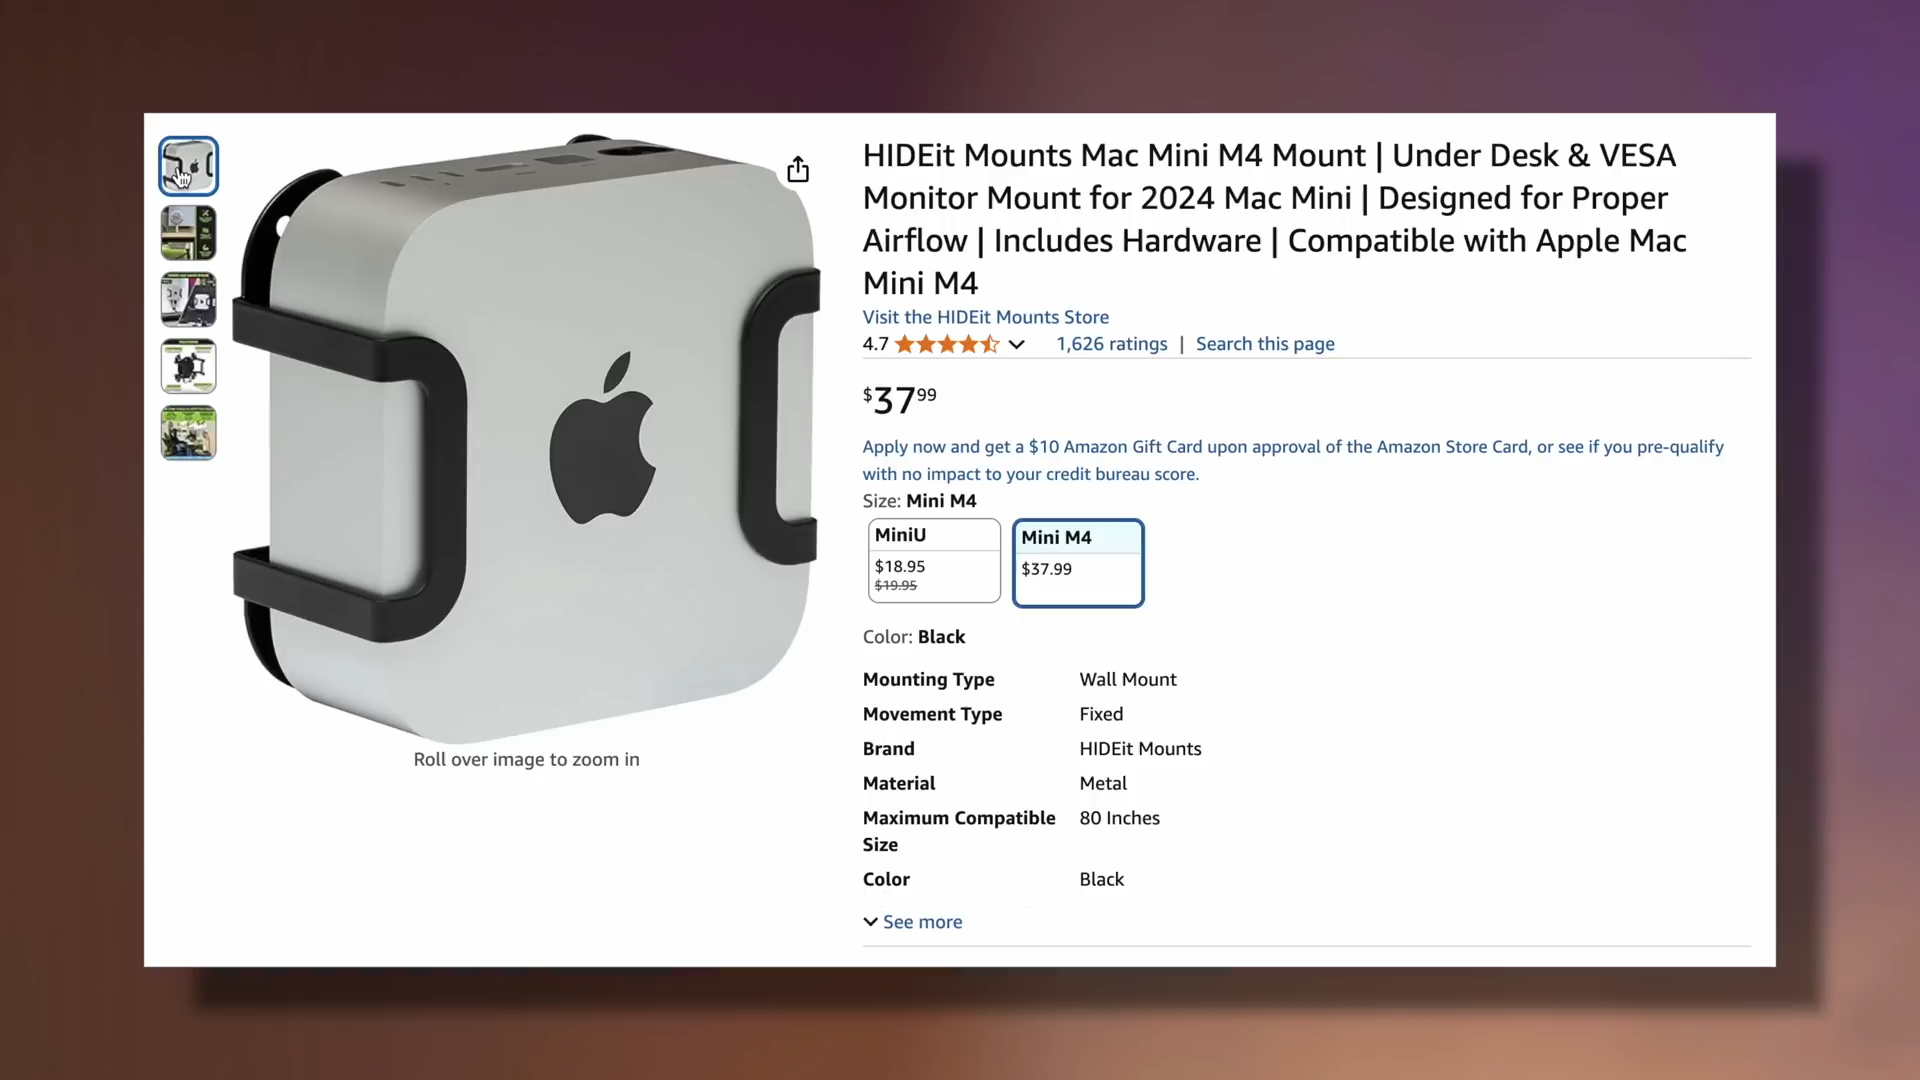 HIDEit Mounts Mac Mini M4 Mount | Under Desk & VESA
Monitor Mount for 2024 Mac Mini | Designed for Proper
Airflow | Includes Hardware | Compatible with Apple Mac
Mini M4
Visit the HIDEit Mounts Store
4.7 1,626 ratings | Search this page
$37.99
Apply now and get a $10 Amazon Gift Card upon approval of the Amazon Store Card, or see if you pre-qualify
with no impact to your credit bureau score.
Size: Mini M4
MiniU
$18.95
$19.95
Mini M4
$37.99
Color: Black
Mounting Type Wall Mount
Movement Type Fixed
Brand HIDEit Mounts
Material Metal
Maximum Compatible 80 Inches
Size
Color Black
See more
Roll over image to zoom in